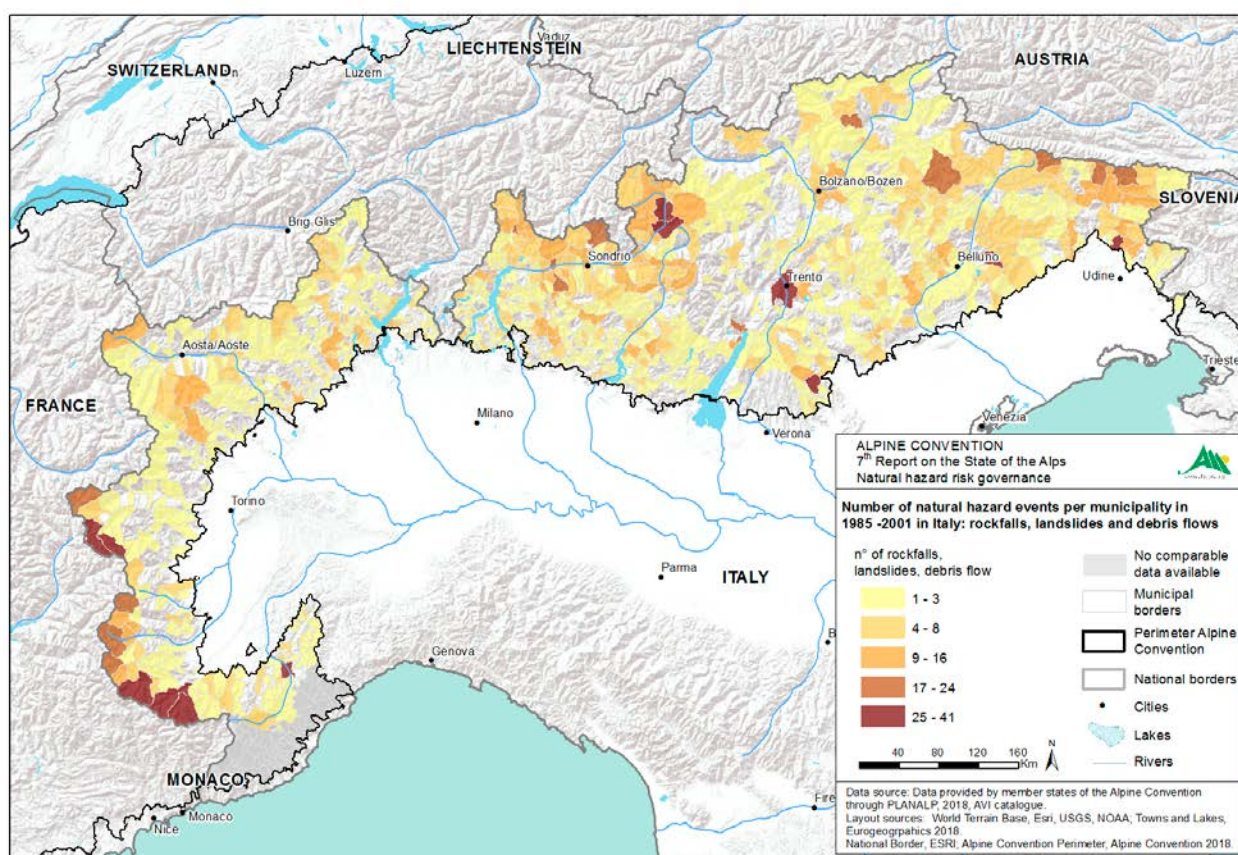 LIECHTENSTEIN
Vaduz
AUSTRIA
SWITZERLAND
n
Luzern
Bolzano/Bozen
SLOVENIA
Brig Glis
Sondrio
Belluno
Trento
Udine
Aosta/Aoste
Trieste
FRANCE
Milano
Venezia
Verona
Torino
Parma
ITALY
B
Genova
MONACO
Monaco
Nice
Fire
ALPINE CONVENTION
7th Report on the State of the Alps
Natural hazard risk governance
Number of natural hazard events per municipality in
1985 -2001 in Italy: rockfalls, landslides and debris flows
n° of rockfalls,
landslides, debris flow
1 - 3
4 - 8
9 - 16
17 - 24
25 - 41
No comparable
data available
Municipal
borders
Perimeter Alpine
Convention
National borders
Cities
Lakes
Rivers
40 80 120 160
Km
N
Data source: Data provided by member states of the Alpine Convention
through PLANALP, 2018, AVI catalogue.
Layout sources: World Terrain Base, Esri, USGS, NOAA; Towns and Lakes,
Eurogeogrpahics 2018.
National Border, ESRI; Alpine Convention Perimeter, Alpine Convention 2018.